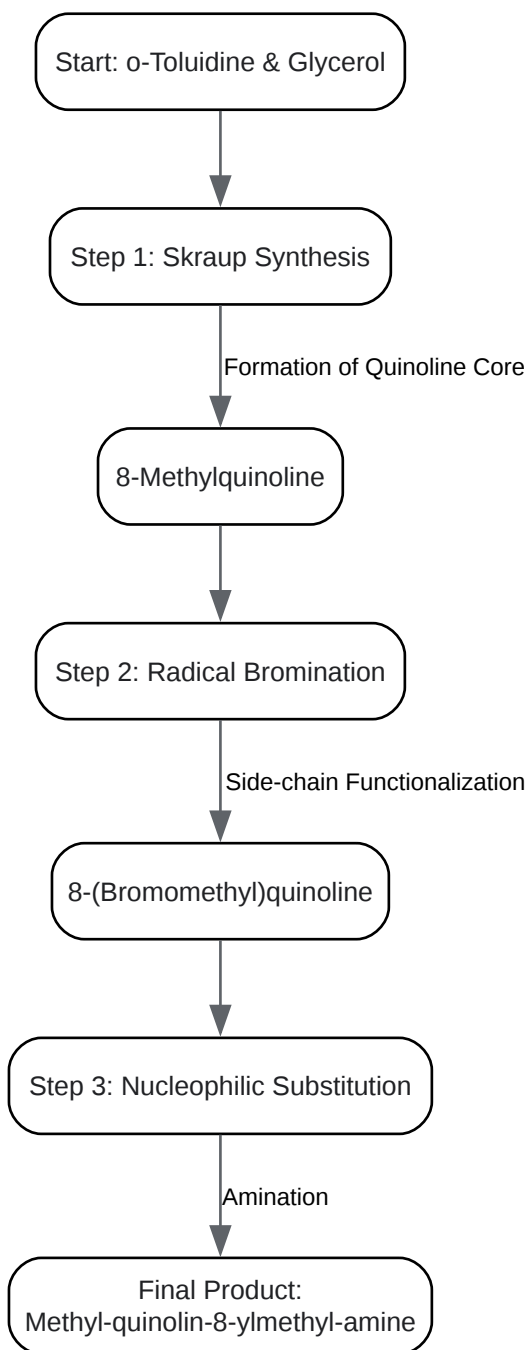 Start: o-Toluidine & Glycerol
Step 1: Skraup Synthesis
Formation of Quinoline Core
8-Methylquinoline
Step 2: Radical Bromination
Side-chain Functionalization
8-(Bromomethyl)quinoline
Step 3: Nucleophilic Substitution
Amination
Final Product:
Methyl-quinolin-8-ylmethyl-amine